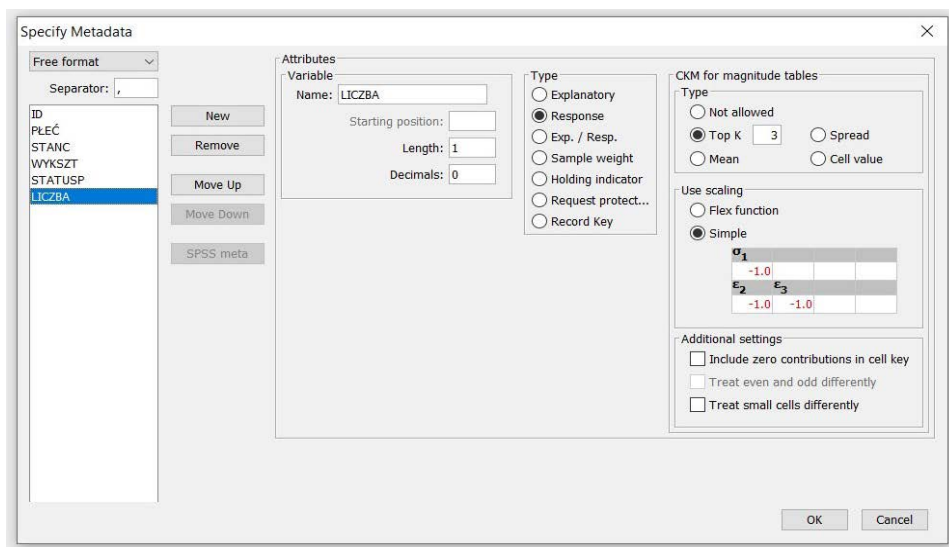 Specify Metadata
Free format
Separator: ,
ID
PŁEĆ
STANC
WYKSZT
STATUSP
LICZBA
New
Remove
Move Up
Move Down
SPSS meta
Attributes
Variable
Name: LICZBA
Starting position:
Length: 1
Decimals: 0
Type
Explanatory
Response
Exp. / Resp.
Sample weight
Holding indicator
Request protect...
Record Key
CKM for magnitude tables
Type
Not allowed
Top K 3 Spread
Mean Cell value
Use scaling
Flex function
Simple
σ1
-1.0
ε2 ε3
-1.0 -1.0
Additional settings
Include zero contributions in cell key
Treat even and odd differently
Treat small cells differently
OK Cancel